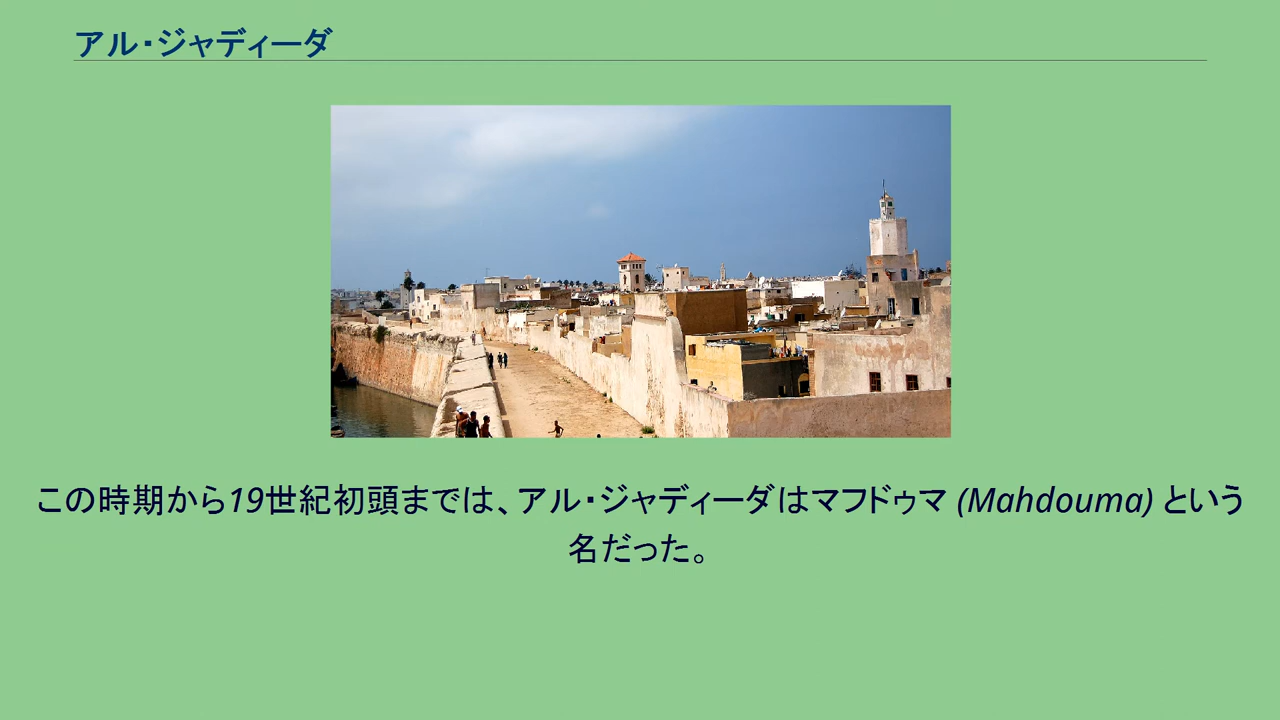 アル・ジャディーダ
この時期から19世紀初頭までは、アル・ジャディーダはマフドゥマ (Mahdouma) という
名だった。